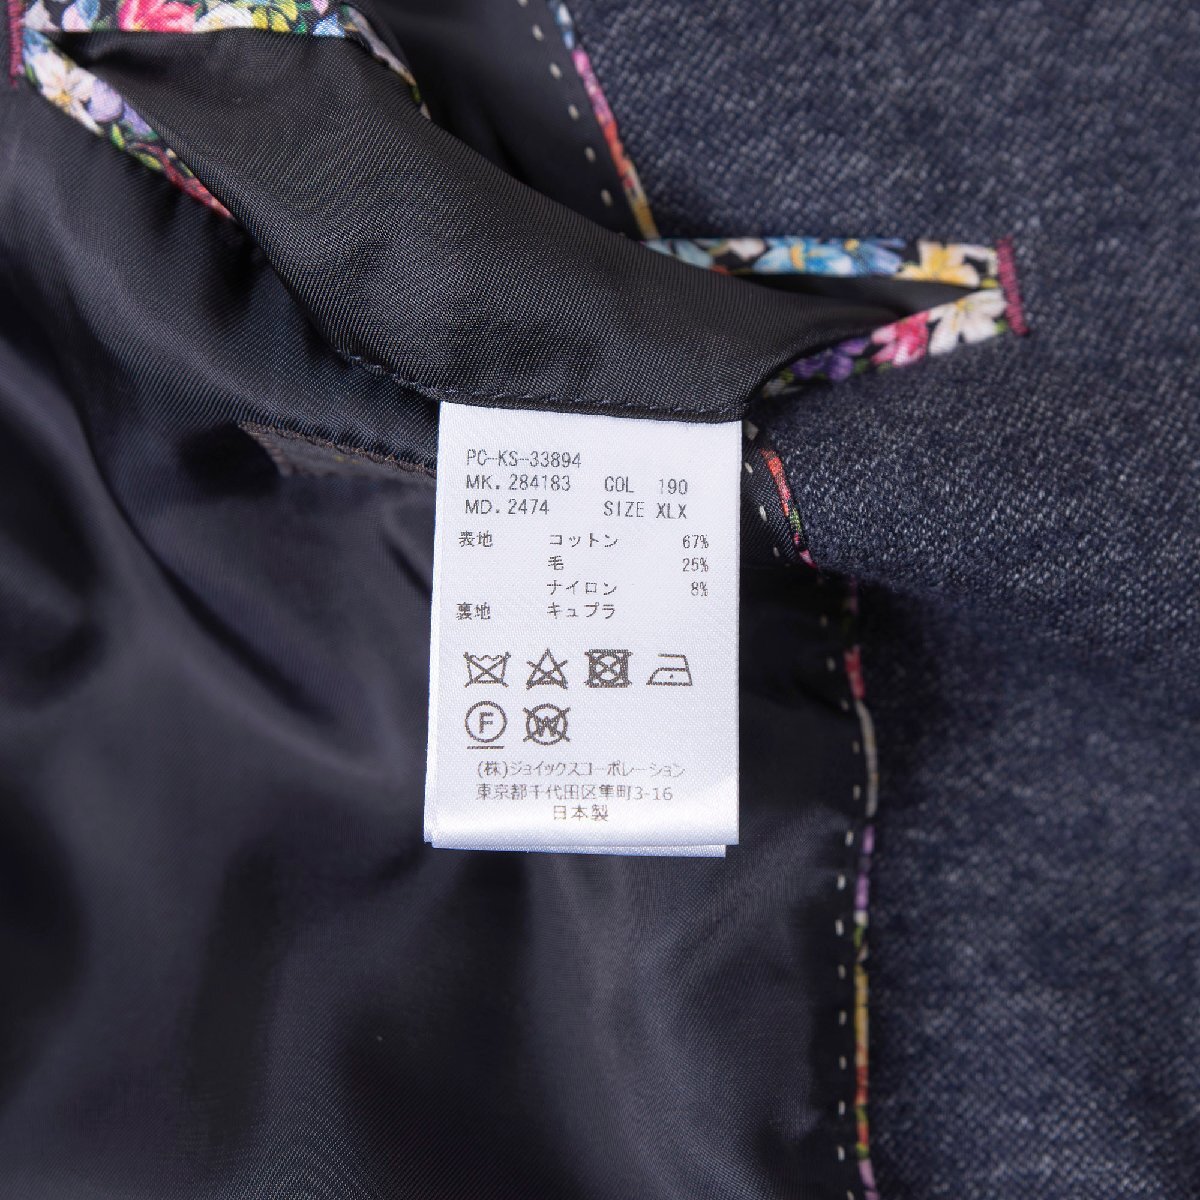 PC-KS-33894
MK. 284183 COL 190
MD. 2474 SIZE XLX
表地 コットン 67%
毛 25%
ナイロン 8%
裏地 キュプラ
F W
(株)ジョイックスコーポレーション
東京都千代田区隼町3-16
日本製